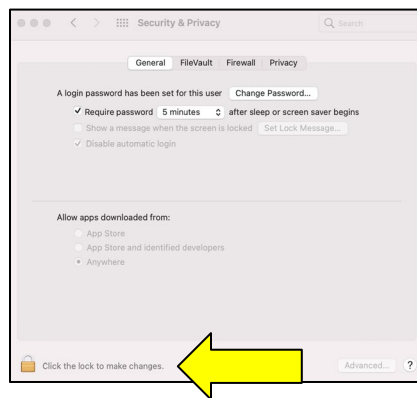 Security & Privacy
Search
General FileVault Firewall Privacy
A login password has been set for this user Change Password...
Require password 5 minutes after sleep or screen saver begins
Show a message when the screen is locked Set Lock Message...
Disable automatic login
Allow apps downloaded from:
App Store
App Store and identified developers
Anywhere
Click the lock to make changes.
Advanced... ?